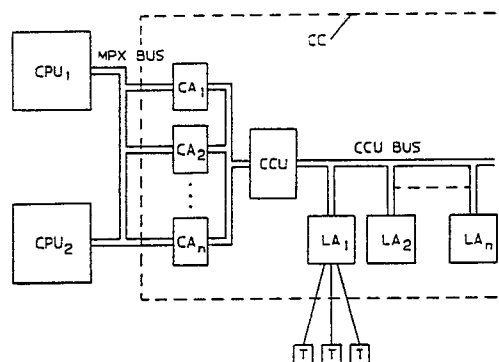 CC
MPX BUS
CPU1
CA1
CA2
CCU
CCU BUS
CPU2
CAn
LA1
LA2
LAn
T T T